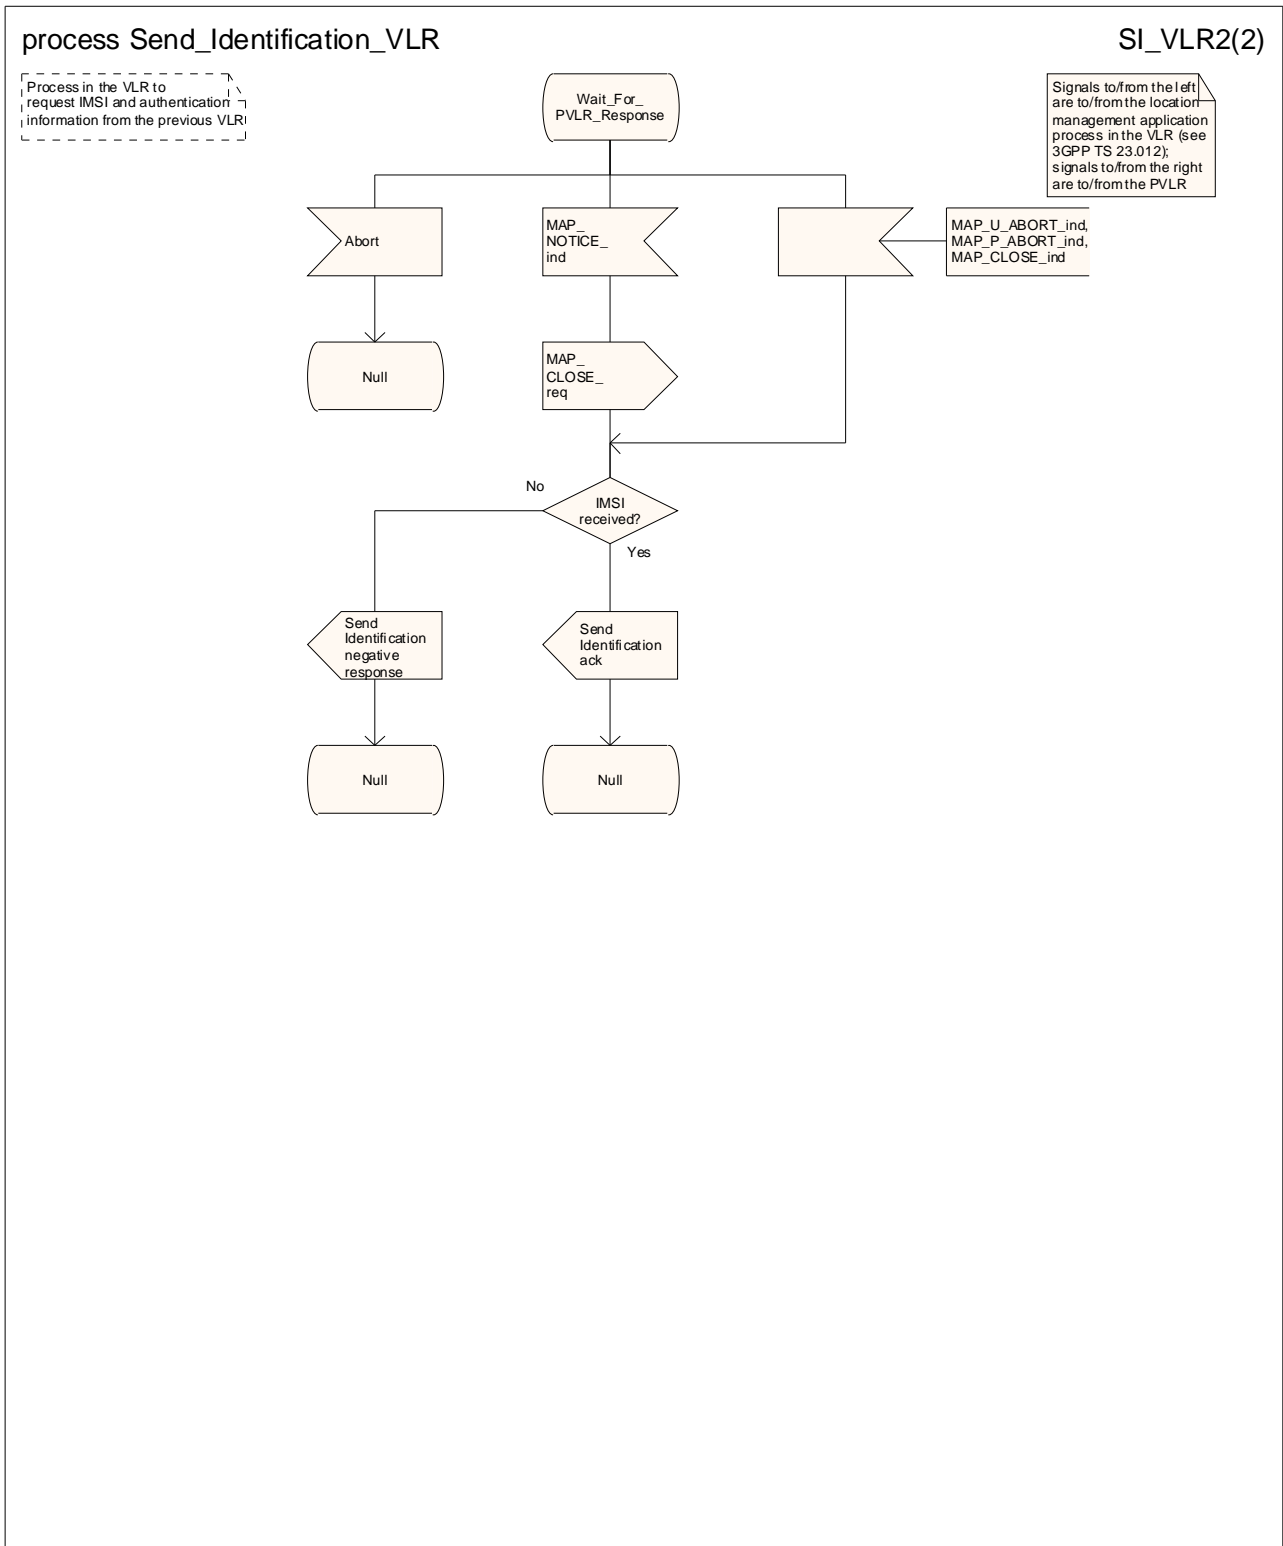 process Send_Identification_VLR
SI_VLR2(2)
Process in the VLR to
request IMSI and authentication
information from the previous VLR
Wait_For_
PVLR_Response
Signals to/from the left
are to/from the location
management application
process in the VLR (see
3GPP TS 23.012);
signals to/from the right
are to/from the PVLR
Abort
MAP_
NOTICE_
ind
MAP_U_ABORT_ind,
MAP_P_ABORT_ind,
MAP_CLOSE_ind
Null
MAP_
CLOSE_
req
No
IMSI
received?
Yes
Send
Identification
negative
response
Send
Identification
ack
Null
Null